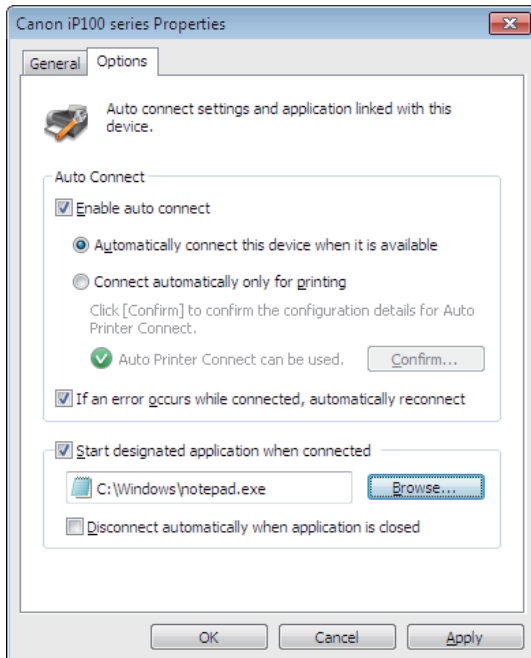 Canon iP100 series Properties
General
Options
Auto connect settings and application linked with this
device.
Auto Connect
Enable auto connect
Automatically connect this device when it is available
Connect automatically only for printing
Click [Confirm] to confirm the configuration details for Auto
Printer Connect.
Auto Printer Connect can be used.
Confirm...
If an error occurs while connected, automatically reconnect
Start designated application when connected
C:\Windows\notepad.exe
Browse...
Disconnect automatically when application is closed
OK
Cancel
Apply